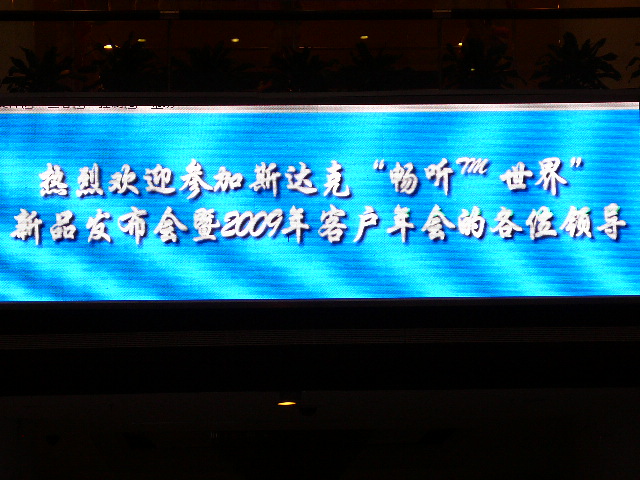 热烈欢迎参加斯达克“畅听™世界”
新品发布会暨2009年客户年会的各位领导